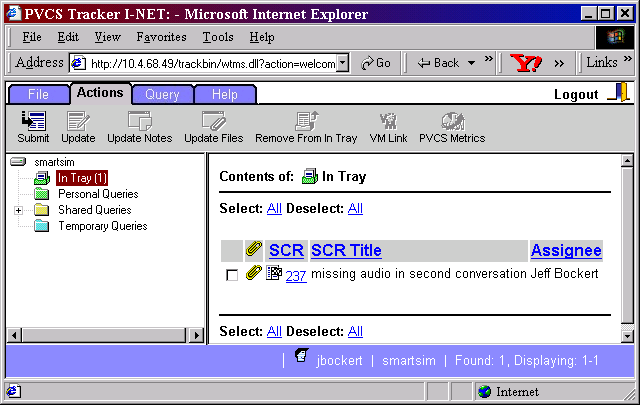 PVCS Tracker I-NET: - Microsoft Internet Explorer
File Edit View Favorites Tools Help
Address http://10.4.68.49/trackbin/wtms.dll?action=welcom Go Back » Y! » Links »
File Actions Query Help Logout
Submit Update Update Notes Update Files Remove From In Tray VM Link PVCS Metrics
smartsim
In Tray (1)
Personal Queries
Shared Queries
Temporary Queries
Contents of: In Tray
Select: All Deselect: All
SCR SCR Title Assignee
237 missing audio in second conversation Jeff Bockert
Select: All Deselect: All
| jbockert | smartsim | Found: 1, Displaying: 1-1
Internet